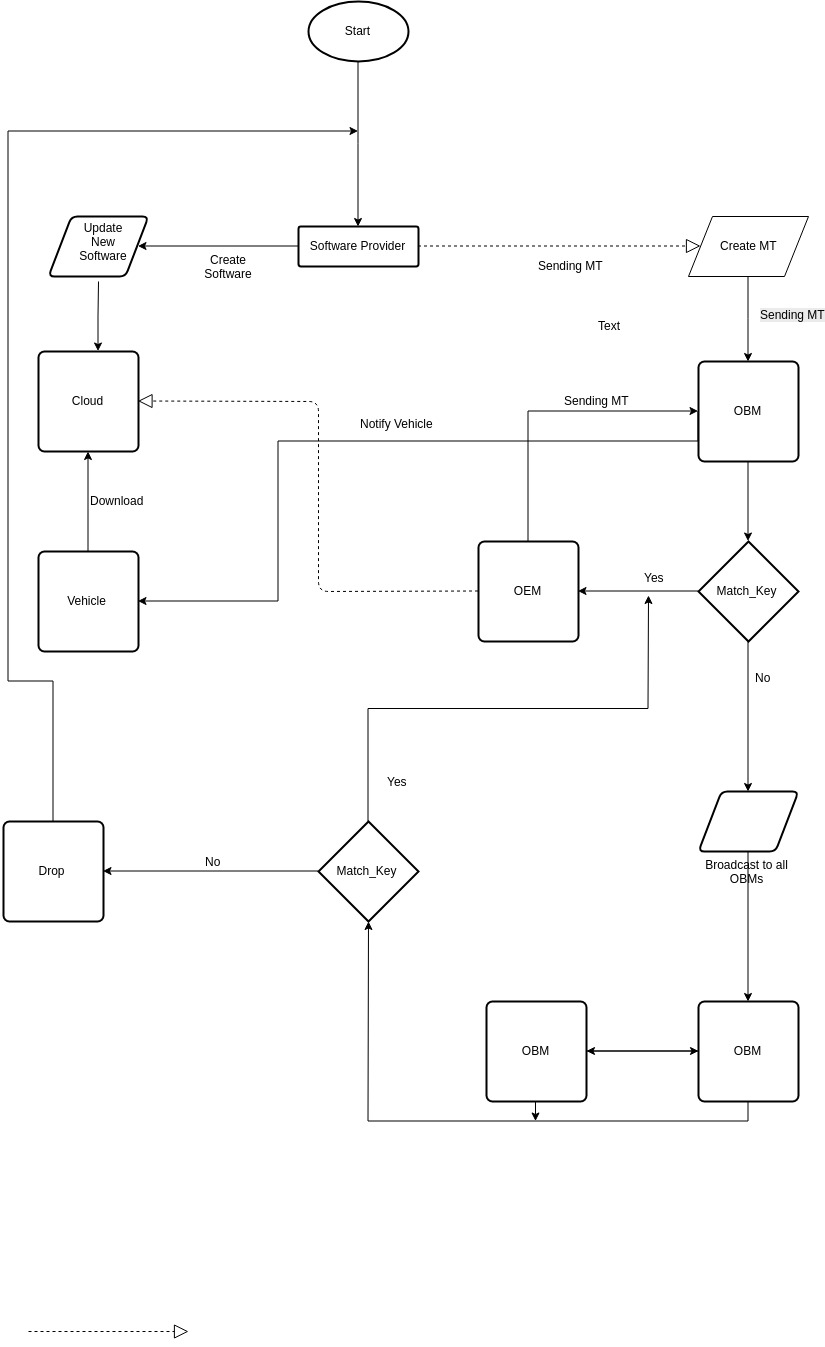 Start
Update
New
Software
Software Provider
Create MT
Create
Software
Sending MT
Sending MT
Text
Cloud
Sending MT
OBM
Notify Vehicle
Download
Vehicle
OEM
Yes
Match_Key
No
Yes
Drop
No
Match_Key
Broadcast to all
OBMs
OBM
OBM